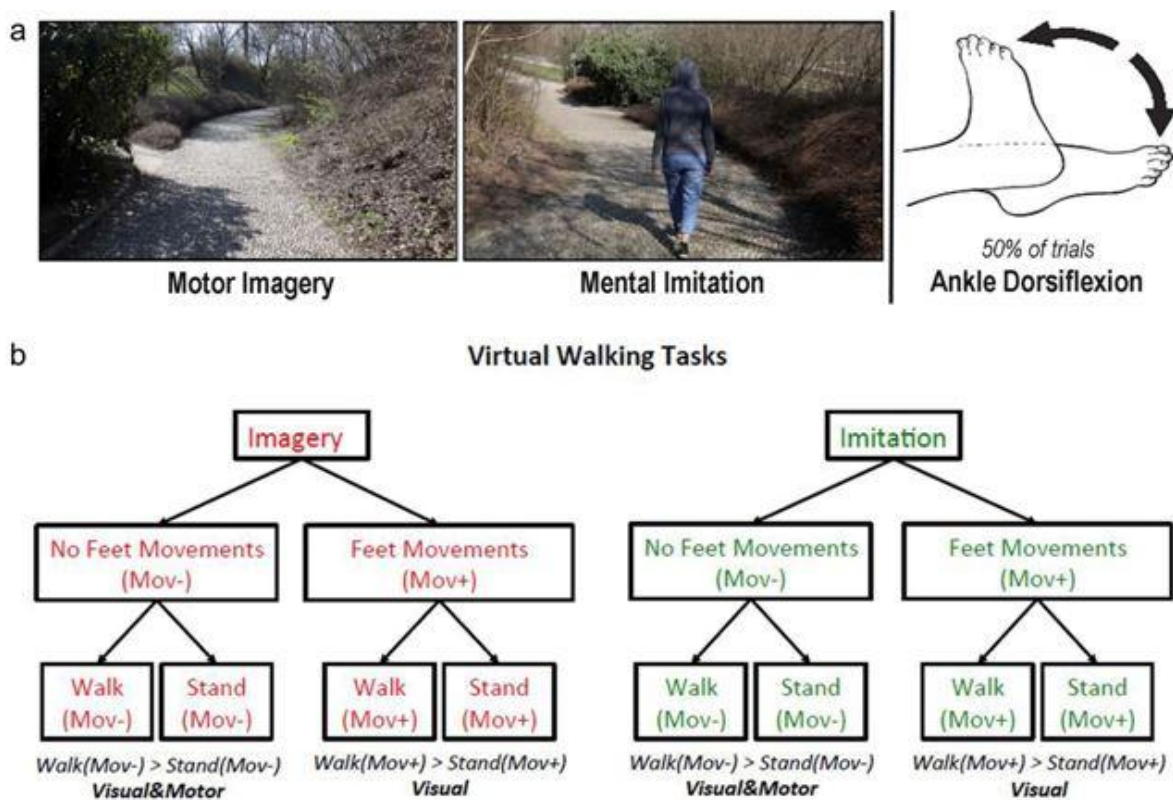 a
Motor Imagery
Mental Imitation
50% of trials
Ankle Dorsiflexion
b
Virtual Walking Tasks
Imagery
Imitation
No Feet Movements
(Mov-)
Feet Movements
(Mov+)
No Feet Movements
(Mov-)
Feet Movements
(Mov+)
Walk
(Mov-)
Stand
(Mov-)
Walk
(Mov+)
Stand
(Mov+)
Walk
(Mov-)
Stand
(Mov-)
Walk
(Mov+)
Stand
(Mov+)
Walk(Mov-) > Stand(Mov-)
Visual&Motor
Walk(Mov+) > Stand(Mov+)
Visual
Walk(Mov-) > Stand(Mov-)
Visual&Motor
Walk(Mov+) > Stand(Mov+)
Visual